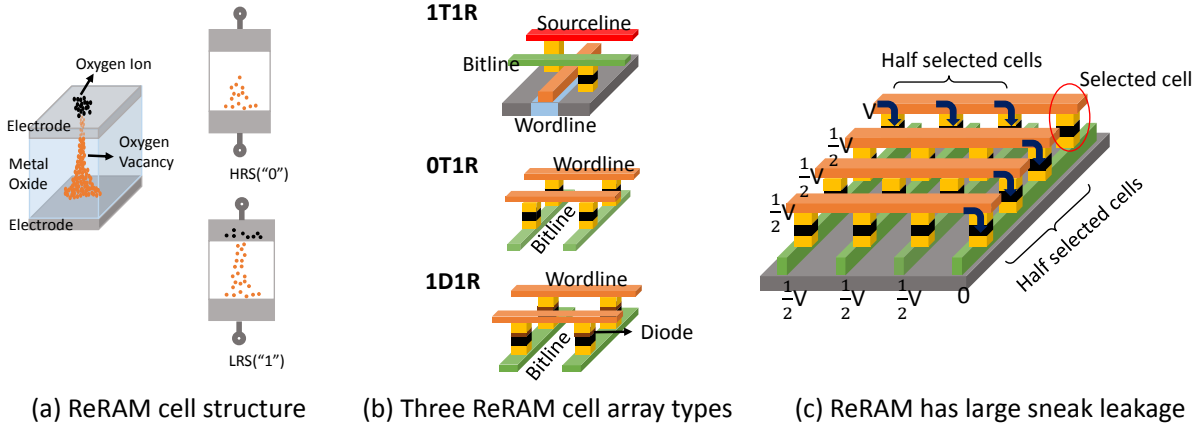 Oxygen Ion
Electrode
Oxygen
Vacancy
Metal
Oxide
Electrode
HRS("0")
LRS("1")
(a) ReRAM cell structure
1T1R
Sourceline
Bitline
Wordline
0T1R
Wordline
Bitline
1D1R
Wordline
Diode
Bitline
(b) Three ReRAM cell array types
Half selected cells
Selected cell
V
1/2 V
1/2 V
1/2 V
1/2 V
1/2 V
1/2 V
0
Half selected cells
(c) ReRAM has large sneak leakage